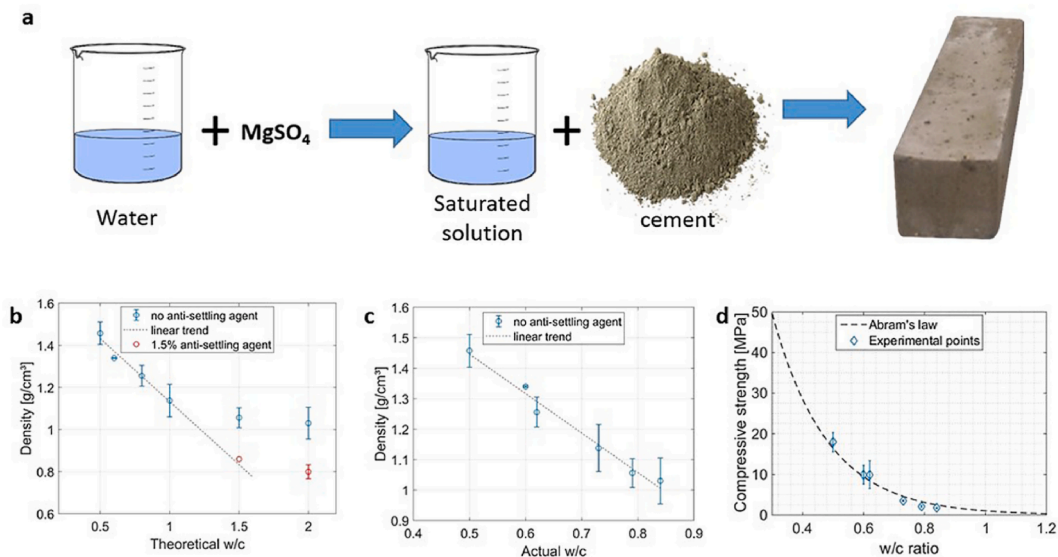 a
+ MgSO4
+
Water
Saturated
solution
cement
b
Density [g/cm³]
1.6
1.4
1.2
1
0.8
0.6
0.5
1
1.5
2
Theoretical w/c
no anti-settling agent
linear trend
1.5% anti-settling agent
c
Density [g/cm³]
1.6
1.5
1.4
1.3
1.2
1.1
1
0.9
0.4
0.5
0.6
0.7
0.8
0.9
Actual w/c
no anti-settling agent
linear trend
d
Compressive strength [MPa]
50
40
30
20
10
0
0.4
0.6
0.8
1
1.2
w/c ratio
Abram's law
Experimental points